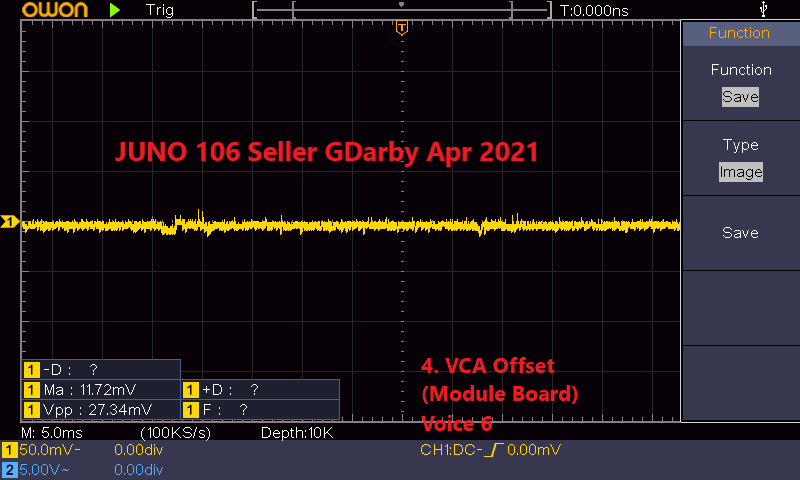 owon Trig T:0.000ns
Function
Function
Save
T
JUNO 106 Seller GDarby Apr 2021
Type
Image
1
Save
1 -D : ?
1 Ma : 11.72mV 1 +D : ?
1 Vpp : 27.34mV 1 F : ?
4. VCA Offset
(Module Board)
Voice 6
M: 5.0ms (100KS/s) Depth:10K
1 50.0mV- 0.00div CH1:DC- 0.00mV
2 5.00V~ 0.00div